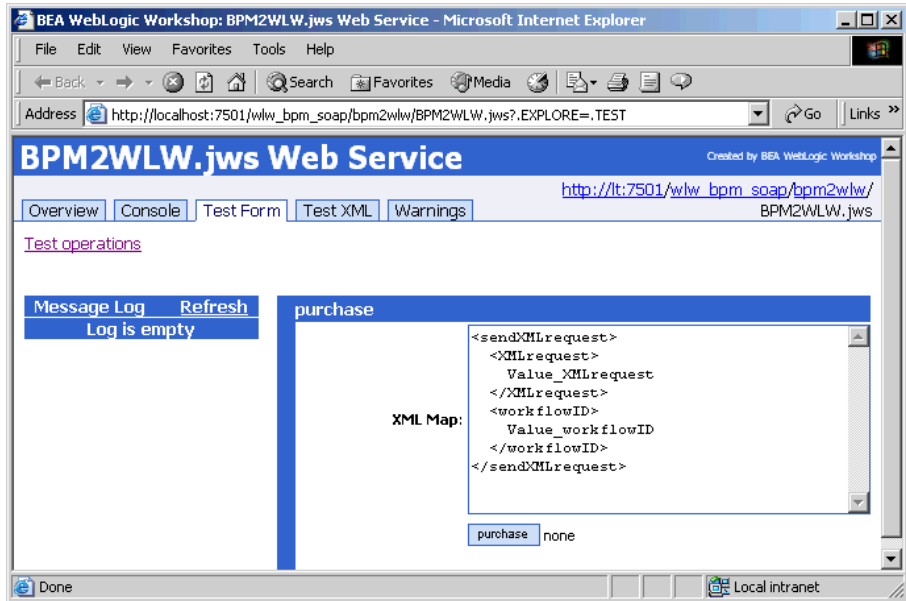 BEA WebLogic Workshop: BPM2WLW.jws Web Service - Microsoft Internet Explorer
File Edit View Favorites Tools Help
Back Search Favorites Media
Address http://localhost:7501/wlw_bpm_soap/bpm2wlw/BPM2WLW.jws?.EXPLORE=.TEST Go Links »
BPM2WLW.jws Web Service Created by BEA WebLogic Workshop
http://lt:7501/wlw_bpm_soap/bpm2wlw/
Overview Console Test Form Test XML Warnings BPM2WLW.jws
Test operations
Message Log Refresh
Log is empty
purchase
XML Map:
<sendXMLrequest>
<XMLrequest>
Value_XMLrequest
</XMLrequest>
<workflowID>
Value_workflowID
</workflowID>
</sendXMLrequest>
purchase none
Done Local intranet